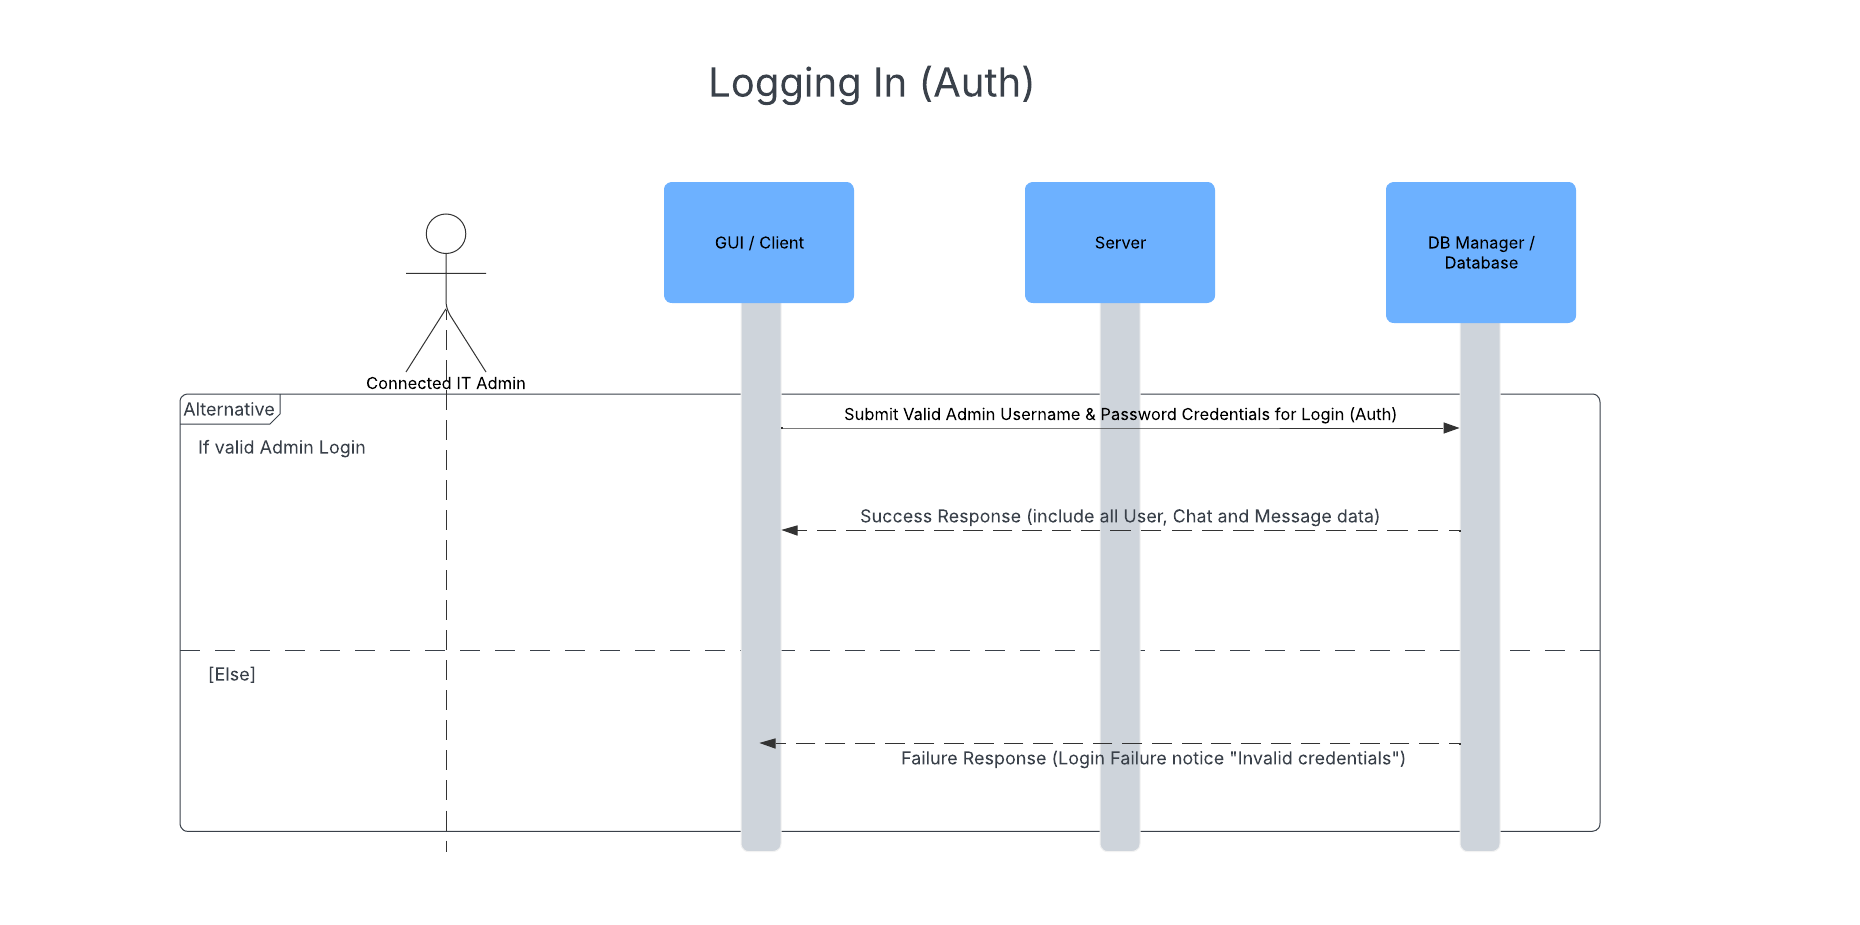 Logging In (Auth)
GUI / Client
Server
DB Manager /
Database
Connected IT Admin
Alternative
Submit Valid Admin Username & Password Credentials for Login (Auth)
If valid Admin Login
Success Response (include all User, Chat and Message data)
[Else]
Failure Response (Login Failure notice "Invalid credentials")